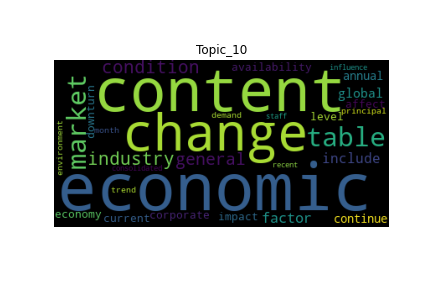 Topic_10
condition availability influence
annual
content
global
market downturn affect
principal
demand staff level
change table
environment month
industry general include
recent
trend
economic
economy current corporate impact factor continue